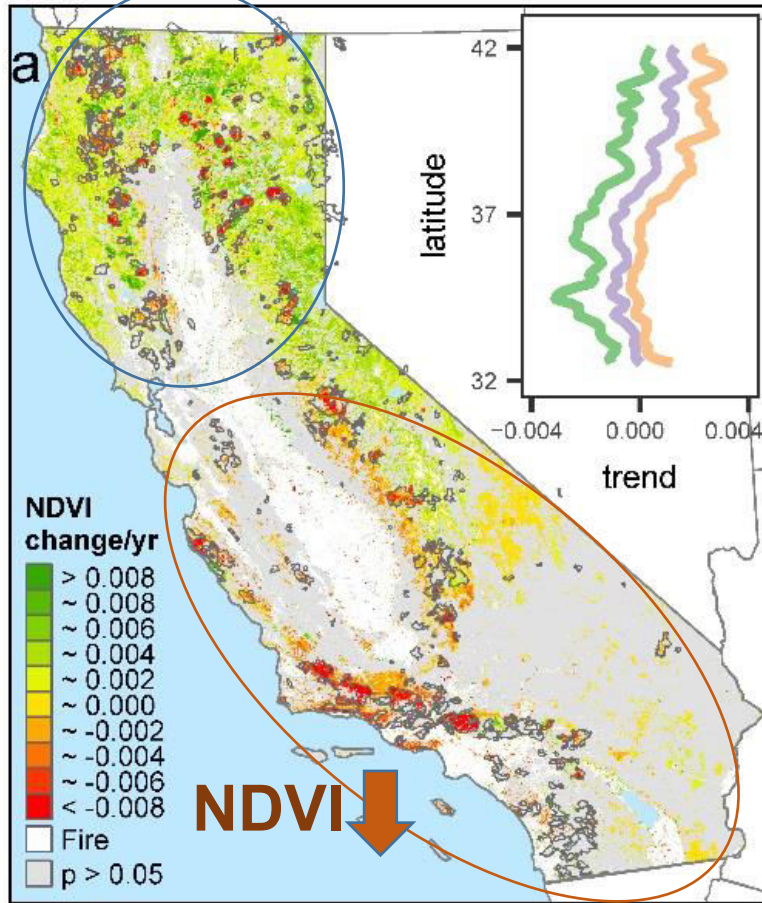 a
42
37
32
latitude
-0.004 0.000 0.004
trend
NDVI
change/yr
> 0.008
~ 0.008
~ 0.006
~ 0.004
~ 0.002
~ 0.000
~ -0.002
~ -0.004
~ -0.006
< -0.008
Fire
p > 0.05
NDVI